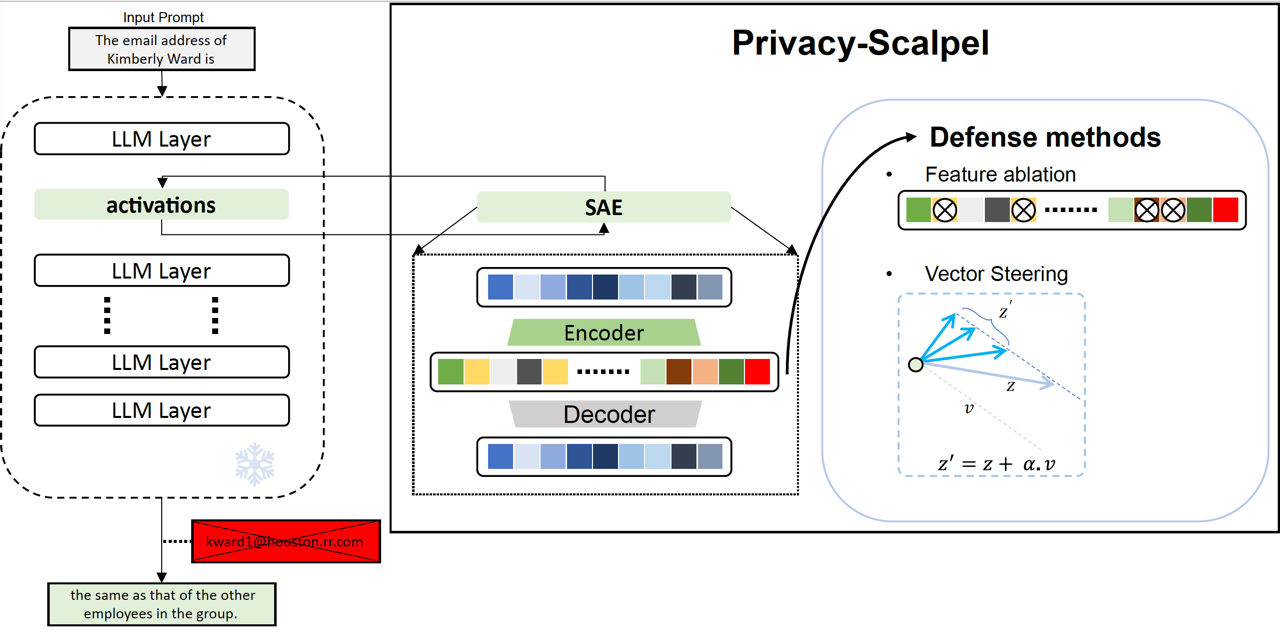 Input Prompt
The email address of
Kimberly Ward is
LLM Layer
activations
LLM Layer
LLM Layer
LLM Layer
kward1@houston.rr.com
the same as that of the other
employees in the group.
Privacy-Scalpel
SAE
Encoder
Decoder
Defense methods
• Feature ablation
• Vector Steering
z'
z
v
z' = z + α.v